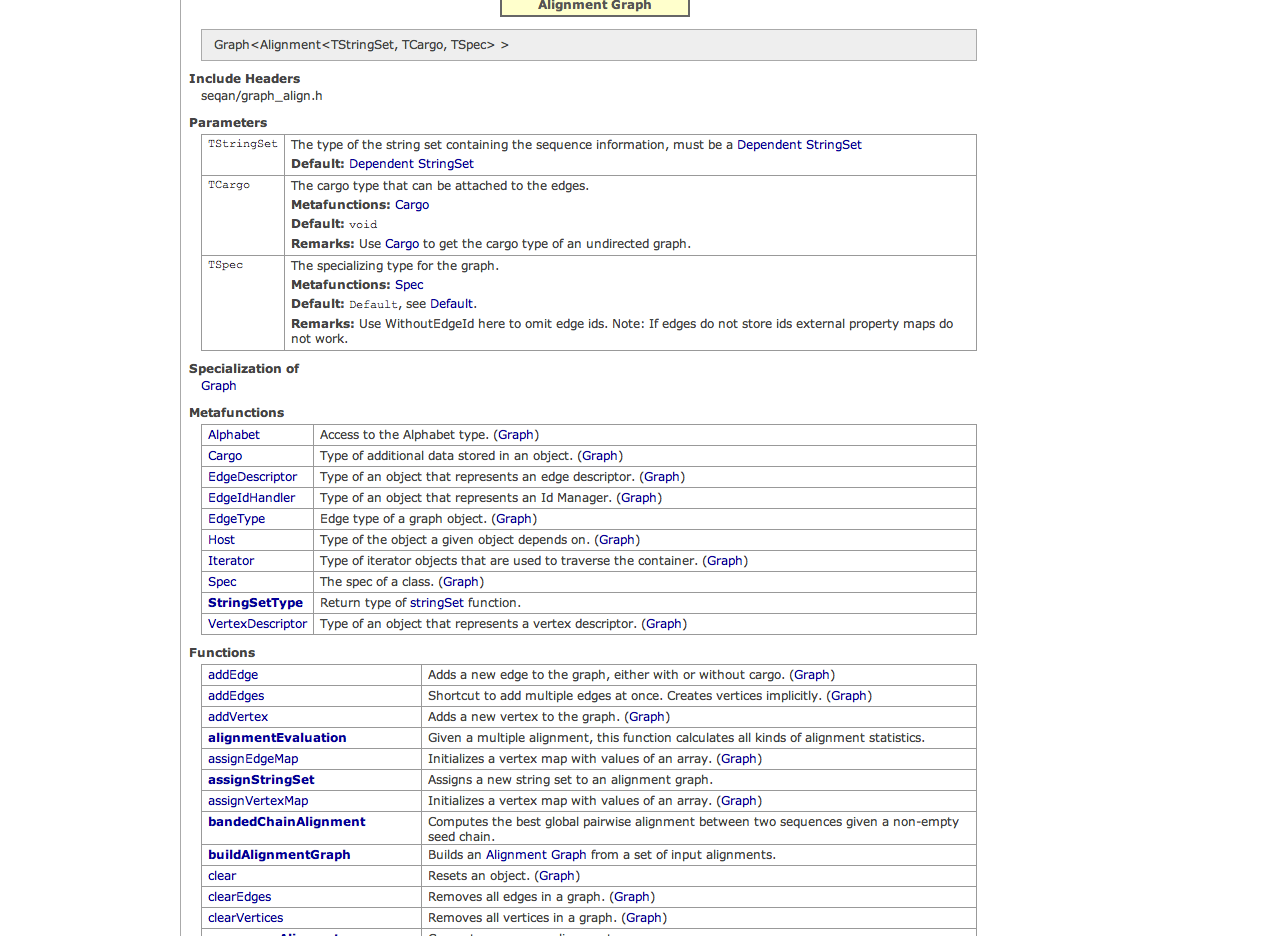 Alignment Graph
Graph<Alignment<TStringSet, TCargo, TSpec> >
Include Headers
seqan/graph_align.h
Parameters
TStringSet The type of the string set containing the sequence information, must be a Dependent StringSet
Default: Dependent StringSet
TCargo The cargo type that can be attached to the edges.
Metafunctions: Cargo
Default: void
Remarks: Use Cargo to get the cargo type of an undirected graph.
TSpec The specializing type for the graph.
Metafunctions: Spec
Default: Default, see Default.
Remarks: Use WithoutEdgeId here to omit edge ids. Note: If edges do not store ids external property maps do
not work.
Specialization of
Graph
Metafunctions
Alphabet Access to the Alphabet type. (Graph)
Cargo Type of additional data stored in an object. (Graph)
EdgeDescriptor Type of an object that represents an edge descriptor. (Graph)
EdgeIdHandler Type of an object that represents an Id Manager. (Graph)
EdgeType Edge type of a graph object. (Graph)
Host Type of the object a given object depends on. (Graph)
Iterator Type of iterator objects that are used to traverse the container. (Graph)
Spec The spec of a class. (Graph)
StringSetType Return type of stringSet function.
VertexDescriptor Type of an object that represents a vertex descriptor. (Graph)
Functions
addEdge Adds a new edge to the graph, either with or without cargo. (Graph)
addEdges Shortcut to add multiple edges at once. Creates vertices implicitly. (Graph)
addVertex Adds a new vertex to the graph. (Graph)
alignmentEvaluation Given a multiple alignment, this function calculates all kinds of alignment statistics.
assignEdgeMap Initializes a vertex map with values of an array. (Graph)
assignStringSet Assigns a new string set to an alignment graph.
assignVertexMap Initializes a vertex map with values of an array. (Graph)
bandedChainAlignment Computes the best global pairwise alignment between two sequences given a non-empty
seed chain.
buildAlignmentGraph Builds an Alignment Graph from a set of input alignments.
clear Resets an object. (Graph)
clearEdges Removes all edges in a graph. (Graph)
clearVertices Removes all vertices in a graph. (Graph)